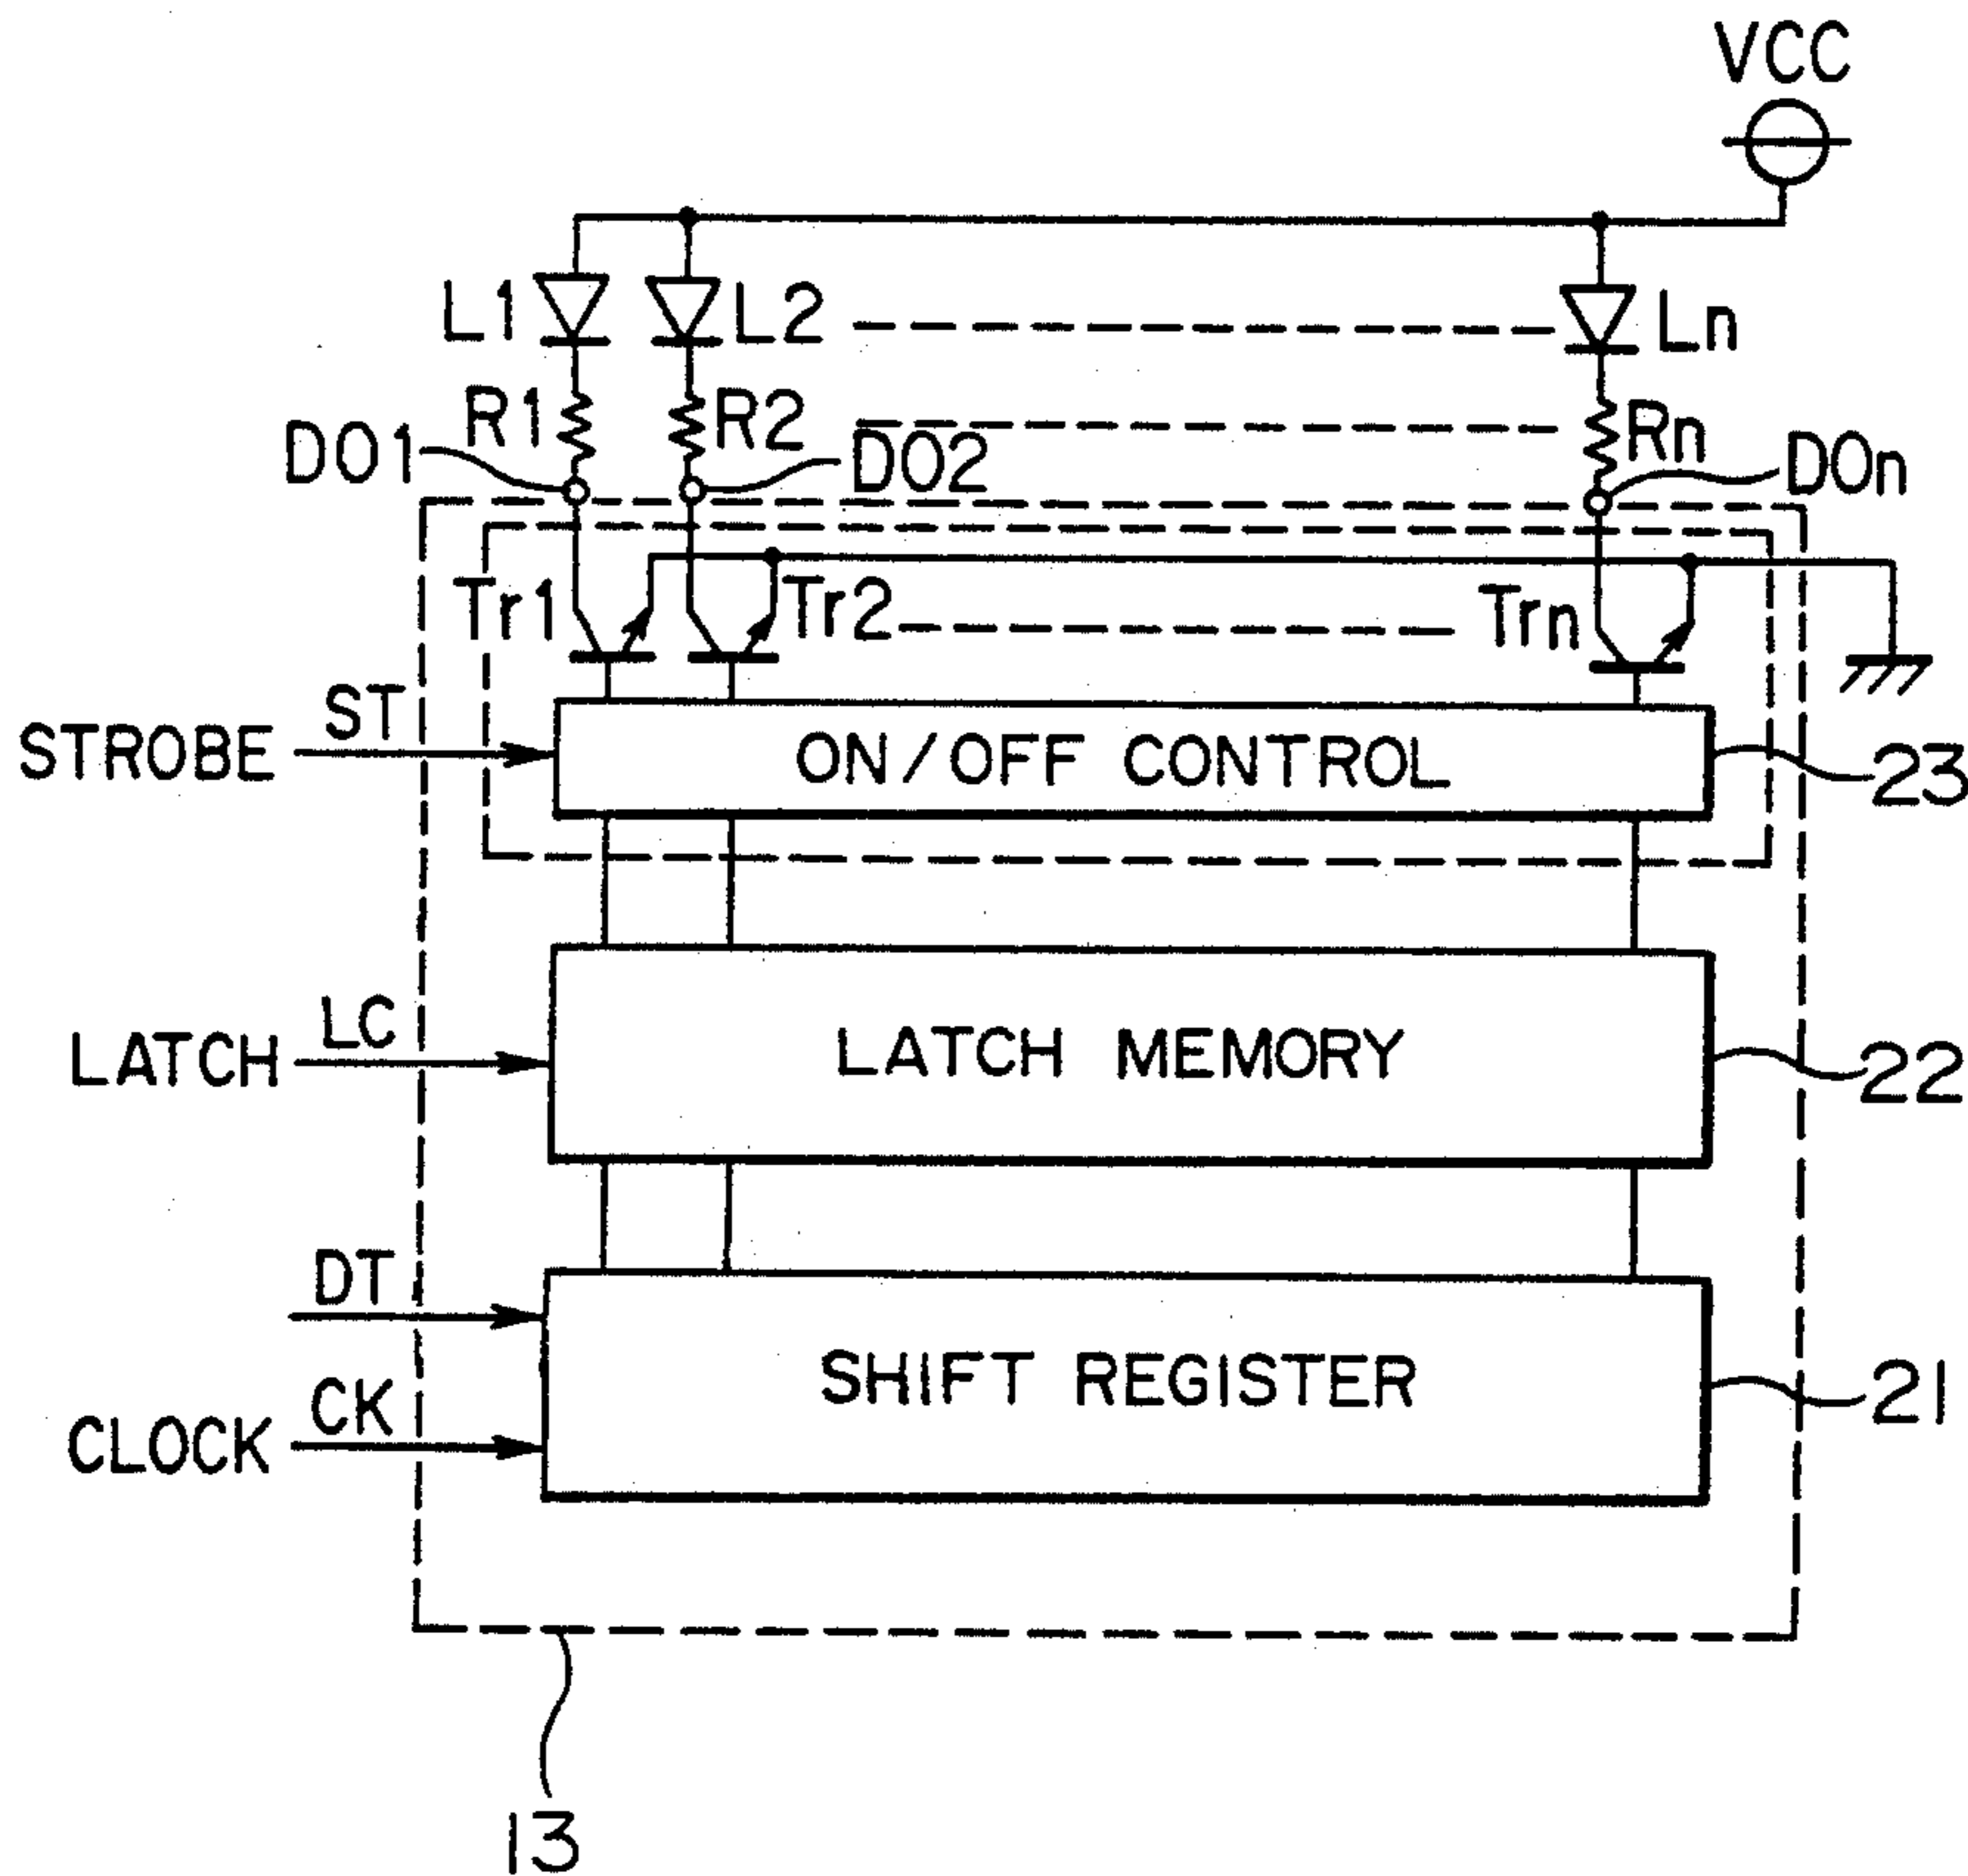 VCC
L1
L2
Ln
R1
R2
Rn
DO1
DO2
DOn
Tr1
Tr2
Trn
STROBE
ST
ON/OFF CONTROL
23
LATCH
LC
LATCH MEMORY
22
DT
SHIFT REGISTER
21
CLOCK
CK
13